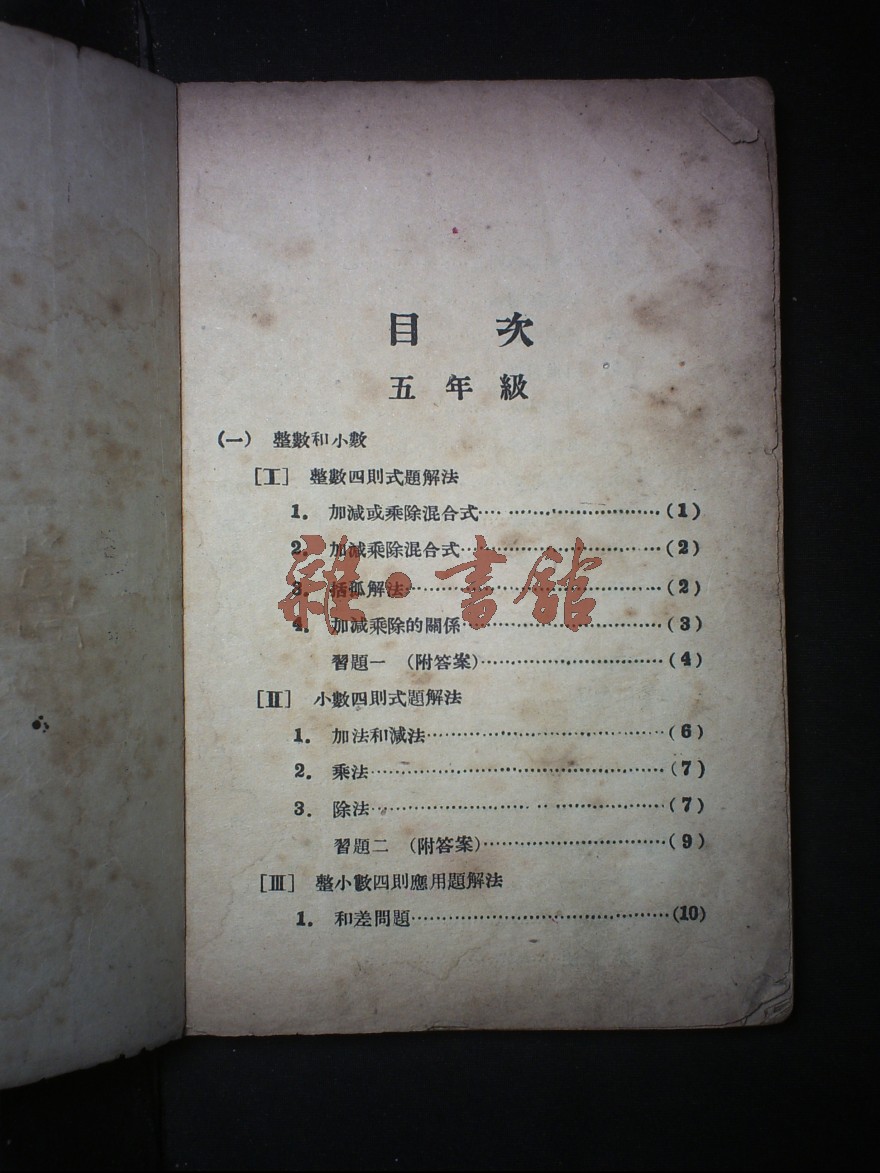 目 次
五年級
(一) 整數和小數
[Ⅰ] 整數四則式題解法
1. 加減或乘除混合式……………………(1)
2. 加減乘除混合式……………………(2)
3. 括弧解法……………………(2)
4. 加減乘除的關係……………………(3)
習題一 (附答案)……………………(4)
[Ⅱ] 小數四則式題解法
1. 加法和減法……………………(6)
2. 乘法……………………(7)
3. 除法……………………(7)
習題二 (附答案)……………………(9)
[Ⅲ] 整小數四則應用題解法
1. 和差問題……………………(10)
雜·書館